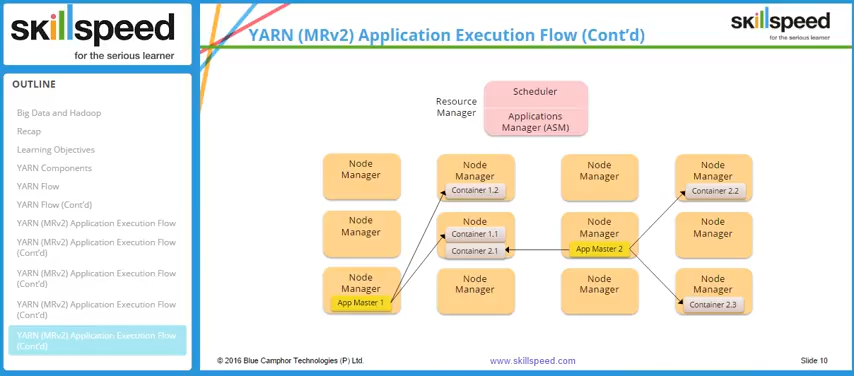 skillspeed
for the serious learner
OUTLINE
Big Data and Hadoop
Recap
Learning Objectives
YARN Components
YARN Flow
YARN Flow (Cont'd)
YARN (MRv2) Application Execution Flow
YARN (MRv2) Application Execution Flow
(Cont'd)
YARN (MRv2) Application Execution Flow
(Cont'd)
YARN (MRv2) Application Execution Flow
(Cont'd)
YARN (MRv2) Application Execution Flow
(Cont'd)
YARN (MRv2) Application Execution Flow (Cont'd)
skillspeed
for the serious learner
Resource
Manager
Scheduler
Applications
Manager (ASM)
Node
Manager
Node
Manager
Container 1.2
Node
Manager
Node
Manager
Container 2.2
Node
Manager
Node
Container 1.1
Container 2.1
Node
Manager
App Master 2
Node
Manager
Node
Manager
App Master 1
Node
Manager
Node
Manager
Node
Manager
Container 2.3
© 2016 Blue Camphor Technologies (P) Ltd.
www.skillspeed.com
Slide 10